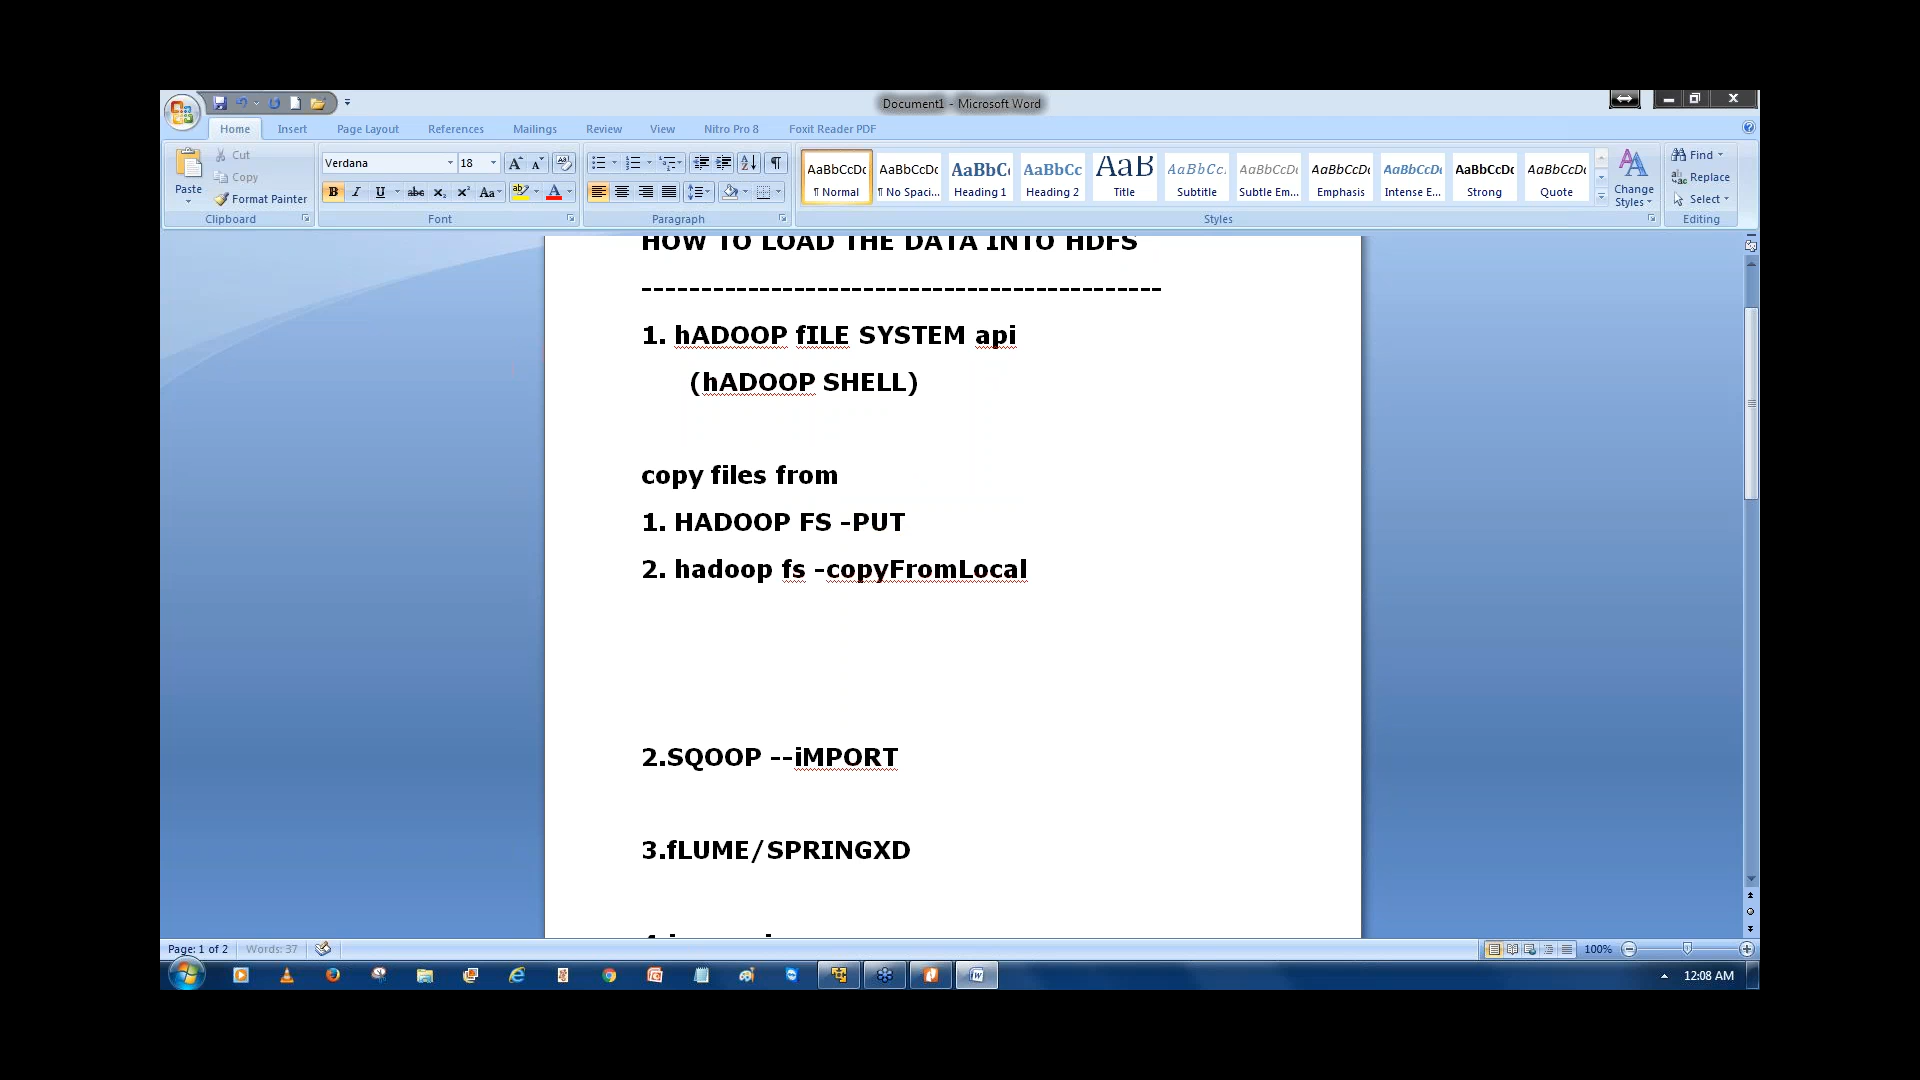 Document1 - Microsoft Word
Home Insert Page Layout References Mailings Review View Nitro Pro 8 Foxit Reader PDF
Paste
Cut
Copy
Format Painter
Clipboard
Verdana 18
Font
Paragraph
AaBbCcDc AaBbCcDc AaBbC AaBbCc AaB AaBbCc. AaBbCcDc AaBbCcDc AaBbCcDc AaBbCcDc AaBbCcDc
¶ Normal ¶ No Spaci... Heading 1 Heading 2 Title Subtitle Subtle Em... Emphasis Intense E... Strong Quote
Change Styles
Styles
Find
Replace
Select
Editing
HOW TO LOAD THE DATA INTO HDFS
--------------------------------------------
1. hADOOP fILE SYSTEM api
(hADOOP SHELL)
copy files from
1. HADOOP FS -PUT
2. hadoop fs -copyFromLocal
2.SQOOP --iMPORT
3.fLUME/SPRINGXD
Page: 1 of 2 Words: 37 100%
12:08 AM